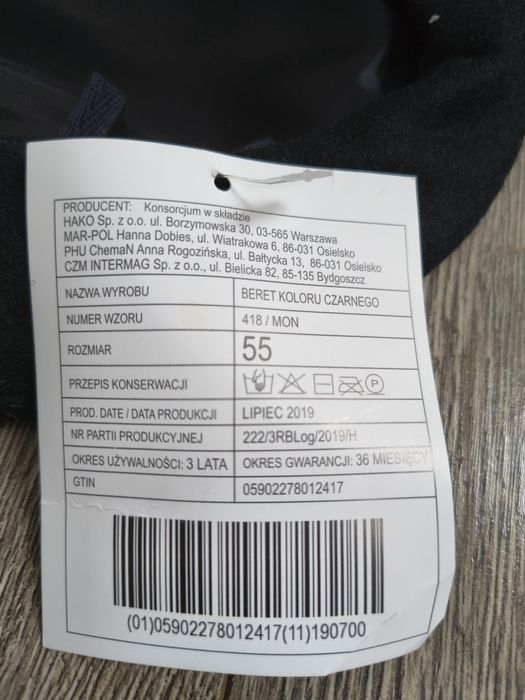 PRODUCENT: Konsorcjum w składzie
HAKO Sp. z o.o. ul. Borzymowska 30, 03-565 Warszawa
MAR-POL Hanna Dobies, ul. Wiatrakowa 6, 86-031 Osielsko
PHU ChemaN Anna Rogozińska, ul. Bałtycka 13, 86-031 Osielsko
CZM INTERMAG Sp. z o.o., ul. Bielicka 82, 85-135 Bydgoszcz
NAZWA WYROBU BERET KOLORU CZARNEGO
NUMER WZORU 418 / MON
ROZMIAR 55
PRZEPIS KONSERWACJI
PROD. DATE / DATA PRODUKCJI LIPIEC 2019
NR PARTII PRODUKCYJNEJ 222/3RBLog/2019/H
OKRES UŻYWALNOŚCI: 3 LATA OKRES GWARANCJI: 36 MIESIĘCY
GTIN 05902278012417
(01)05902278012417(11)190700